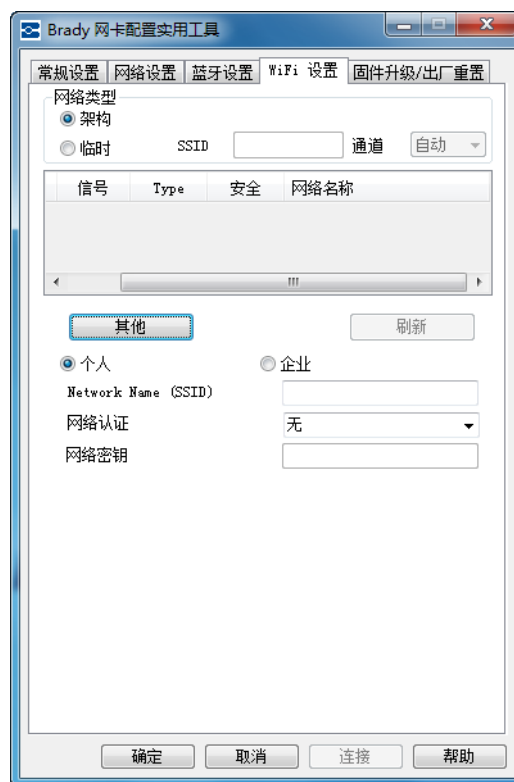 Brady 网卡配置实用工具
常规设置 网络设置 蓝牙设置 WiFi 设置 固件升级/出厂重置
网络类型
架构
临时 SSID 通道 自动
信号 Type 安全 网络名称
其他 刷新
个人 企业
Network Name (SSID)
网络认证 无
网络密钥
确定 取消 连接 帮助